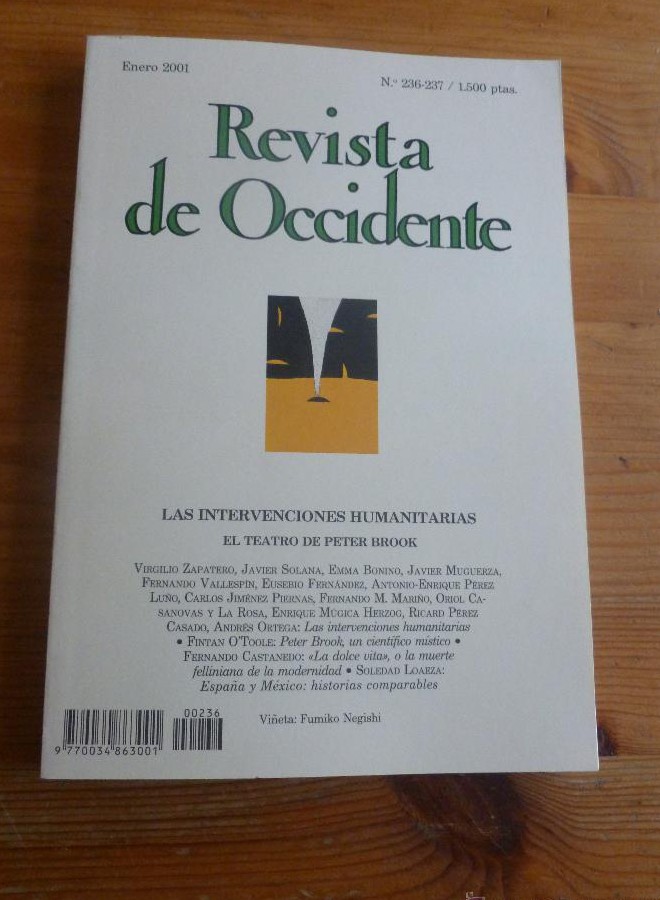 Enero 2001
N.º 236-237 / 1.500 ptas.
Revista
de Occidente
LAS INTERVENCIONES HUMANITARIAS
EL TEATRO DE PETER BROOK
VIRGILIO ZAPATERO, JAVIER SOLANA, EMMA BONINO, JAVIER MUGUERZA,
FERNANDO VALLESPÍN, EUSEBIO FERNÁNDEZ, ANTONIO-ENRIQUE PÉREZ
LUÑO, CARLOS JIMÉNEZ PIERNAS, FERNANDO M. MARIÑO, ORIOL CA-
SANOVAS Y LA ROSA, ENRIQUE MÚGICA HERZOG, RICARD PÉREZ
CASADO, ANDRÉS ORTEGA: Las intervenciones humanitarias
• FINTAN O'TOOLE: Peter Brook, un científico místico •
FERNANDO CASTANEDO: «La dolce vita», o la muerte
felliniana de la modernidad • SOLEDAD LOAEZA:
España y México: historias comparables
00236
9 770034 863001
Viñeta: Fumiko Negishi